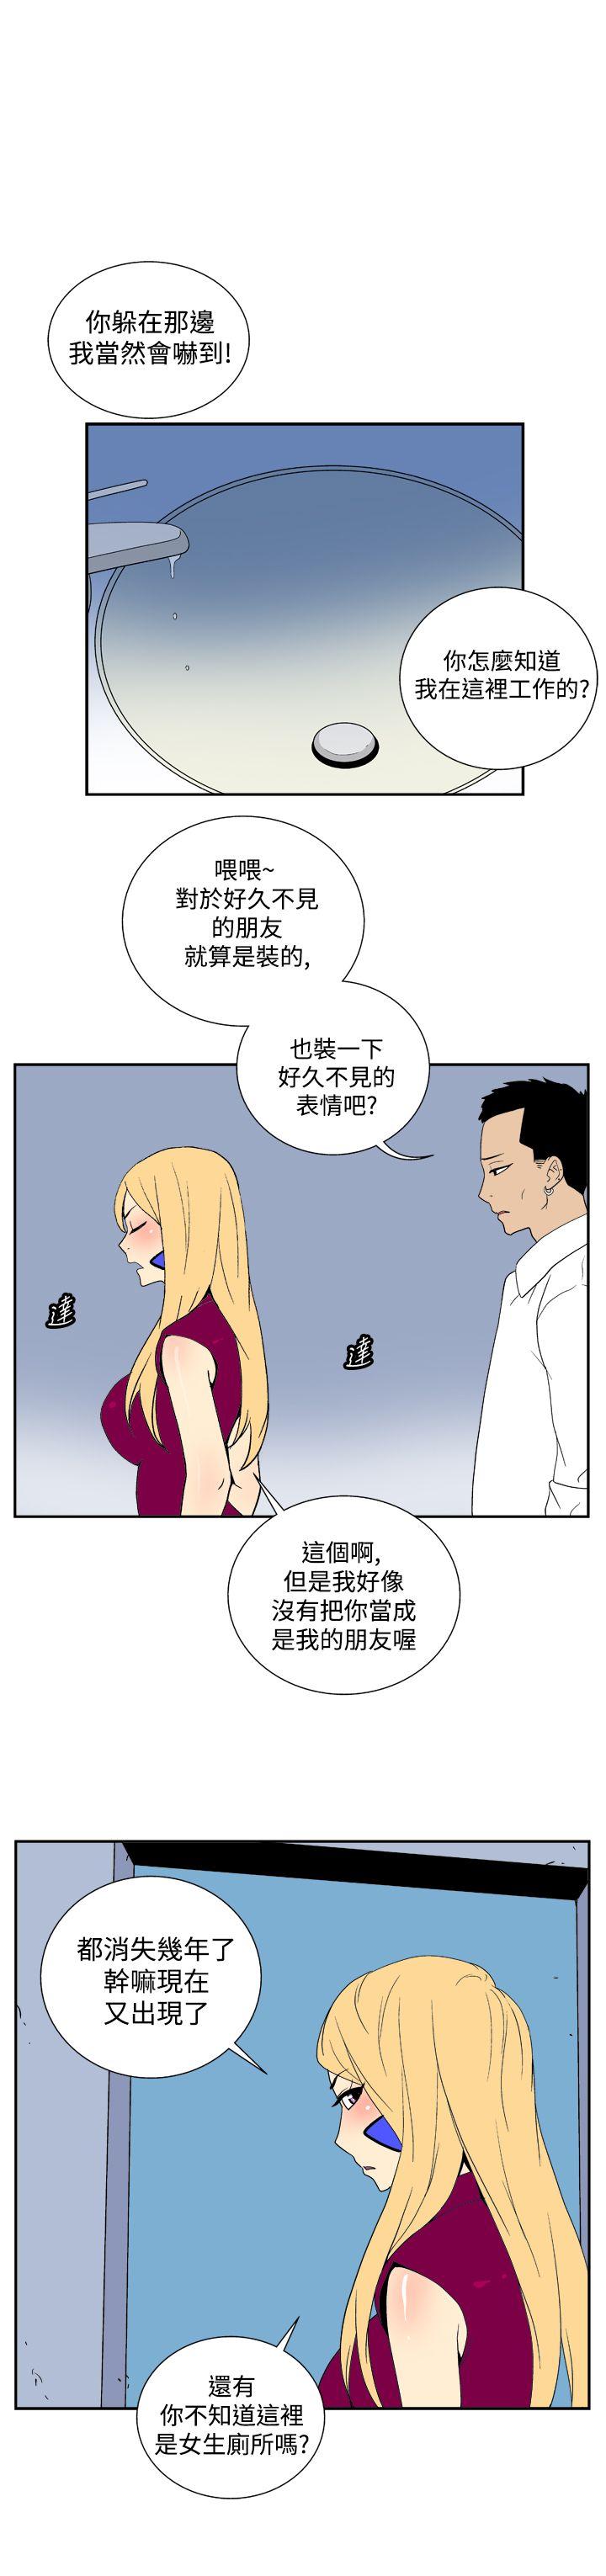 你躲在那邊
我當然會嚇到!
你怎麼知道
我在這裡工作的?
喂喂~
對於好久不見
的朋友
就算是裝的,
也裝一下
好久不見的
表情吧?
達
達
這個啊,
但是我好像
沒有把你當成
是我的朋友喔
都消失幾年了
幹嘛現在
又出現了
還有
你不知道這裡
是女生廁所嗎?